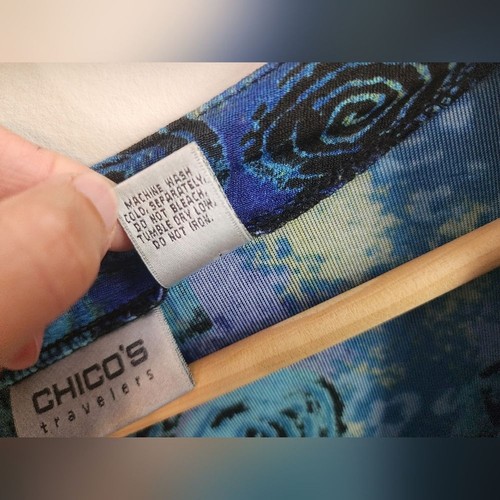 MACHINE WASH
COLD, SEPARATELY.
DO NOT BLEACH.
TUMBLE DRY LOW.
DO NOT IRON.
CHICO'S
travelers